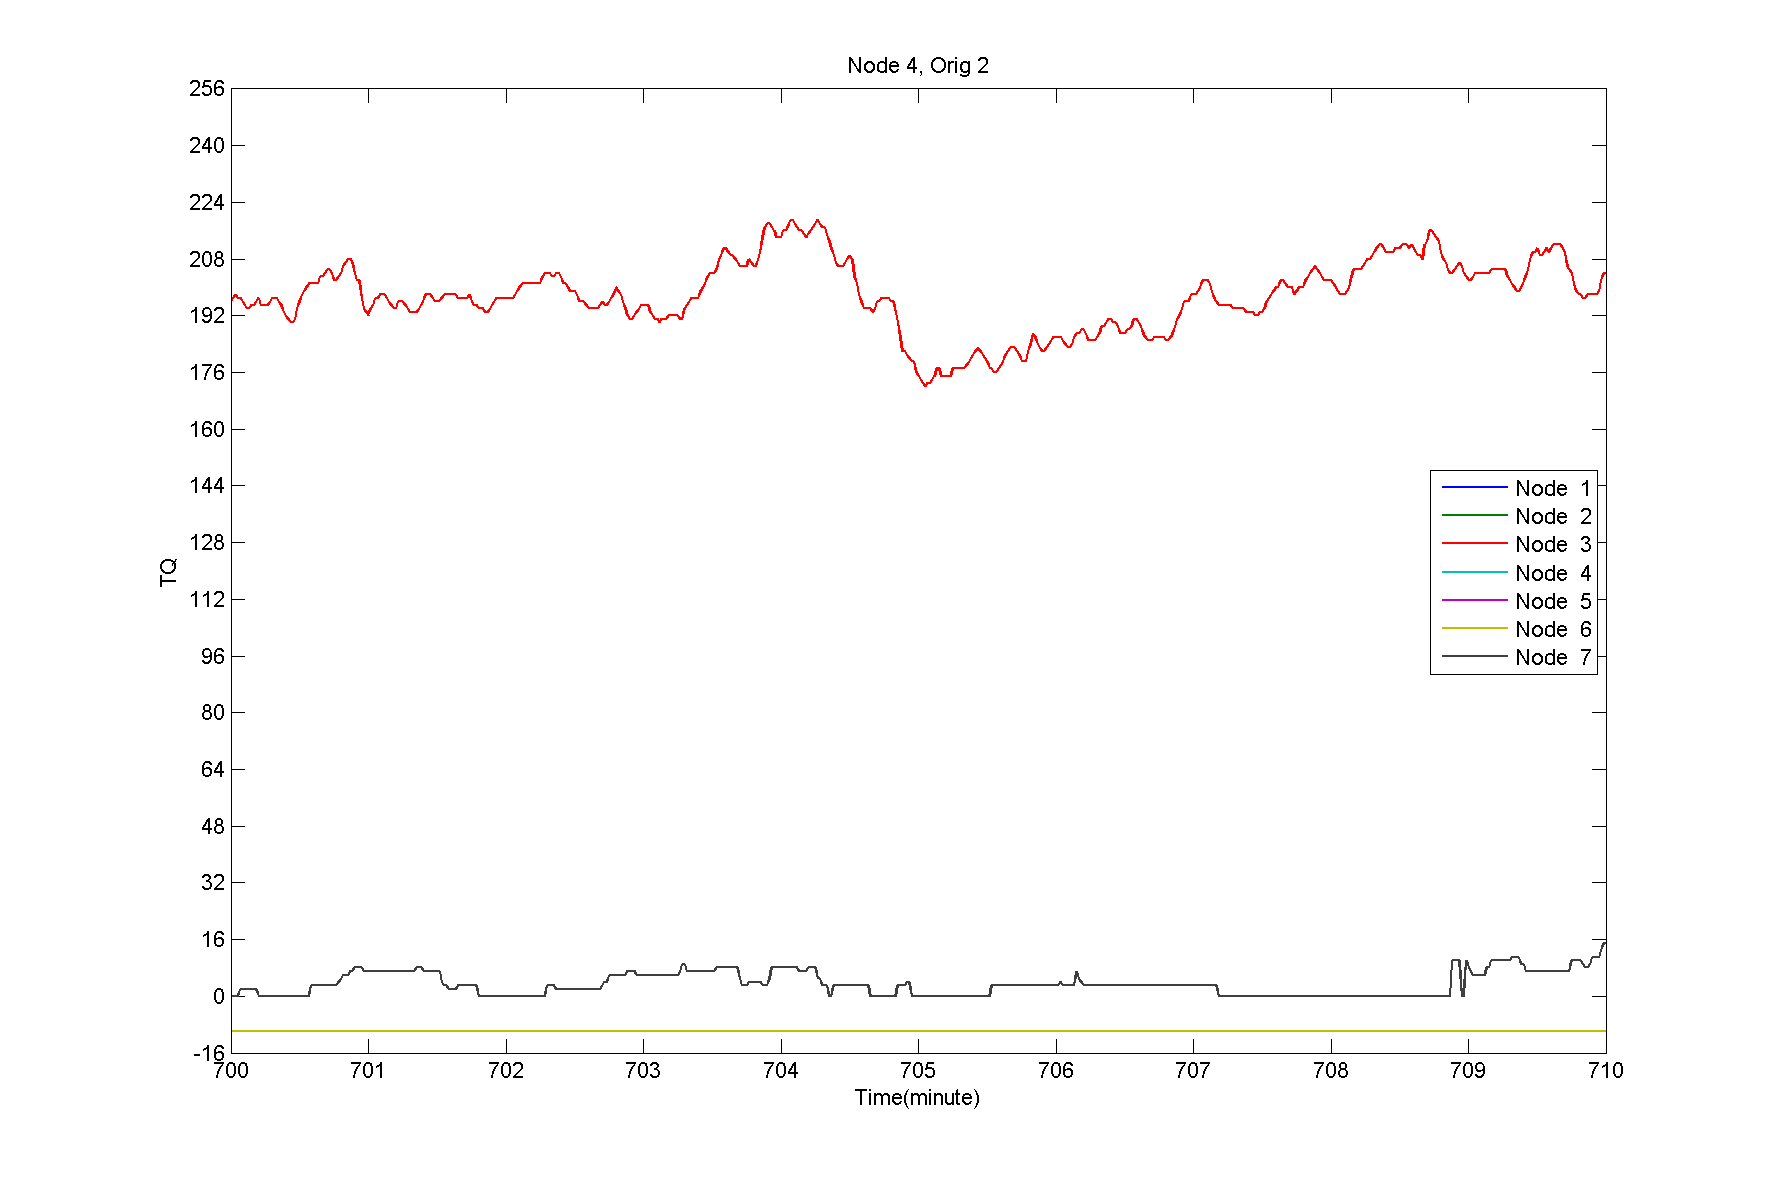 Node 4, Orig 2
256
240
224
208
192
176
160
144
128
112
96
80
64
48
32
16
0
-16
TQ
Node 1
Node 2
Node 3
Node 4
Node 5
Node 6
Node 7
700 701 702 703 704 705 706 707 708 709 710
Time(minute)